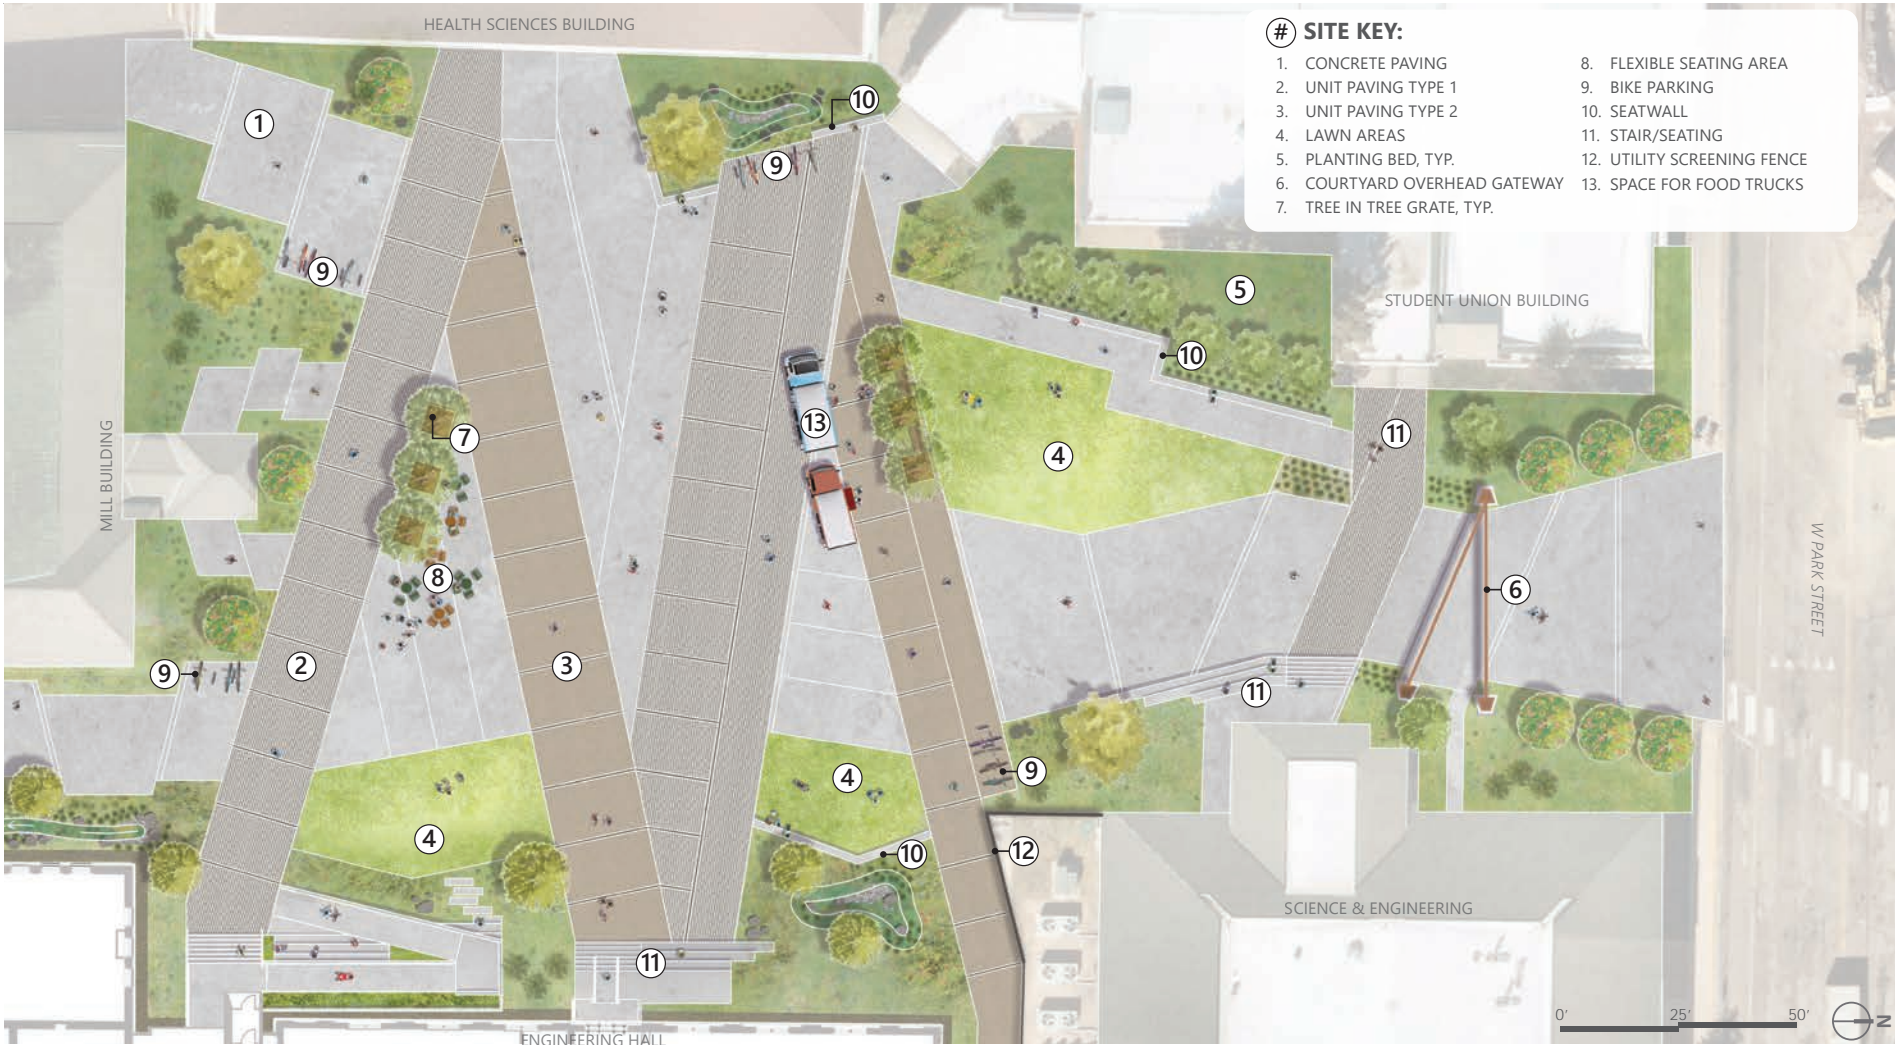 HEALTH SCIENCES BUILDING
# SITE KEY:
1. CONCRETE PAVING
2. UNIT PAVING TYPE 1
3. UNIT PAVING TYPE 2
4. LAWN AREAS
5. PLANTING BED, TYP.
6. COURTYARD OVERHEAD GATEWAY
7. TREE IN TREE GRATE, TYP.
8. FLEXIBLE SEATING AREA
9. BIKE PARKING
10. SEATWALL
11. STAIR/SEATING
12. UTILITY SCREENING FENCE
13. SPACE FOR FOOD TRUCKS
10
1
9
9
5
STUDENT UNION BUILDING
10
13
7
11
4
MILL BUILDING
8
6
W PARK STREET
2
3
9
11
4
9
4
10
12
SCIENCE & ENGINEERING
11
0'
25'
50'
N
ENGINEERING HALL